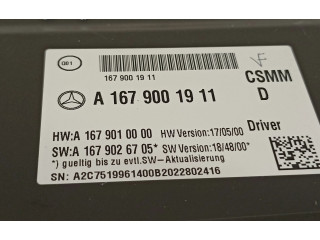 061
VF
167 900 19 11
CSMM
A 167 900 19 11 D
HW: A 167 901 00 00 HW Version: 17/05/00 Driver
SW: A 167 902 67 05* SW Version: 18/48/00*
*) gueltig bis zu evtl. SW-Aktualisierung
SN: A2C7519961400B2022802416